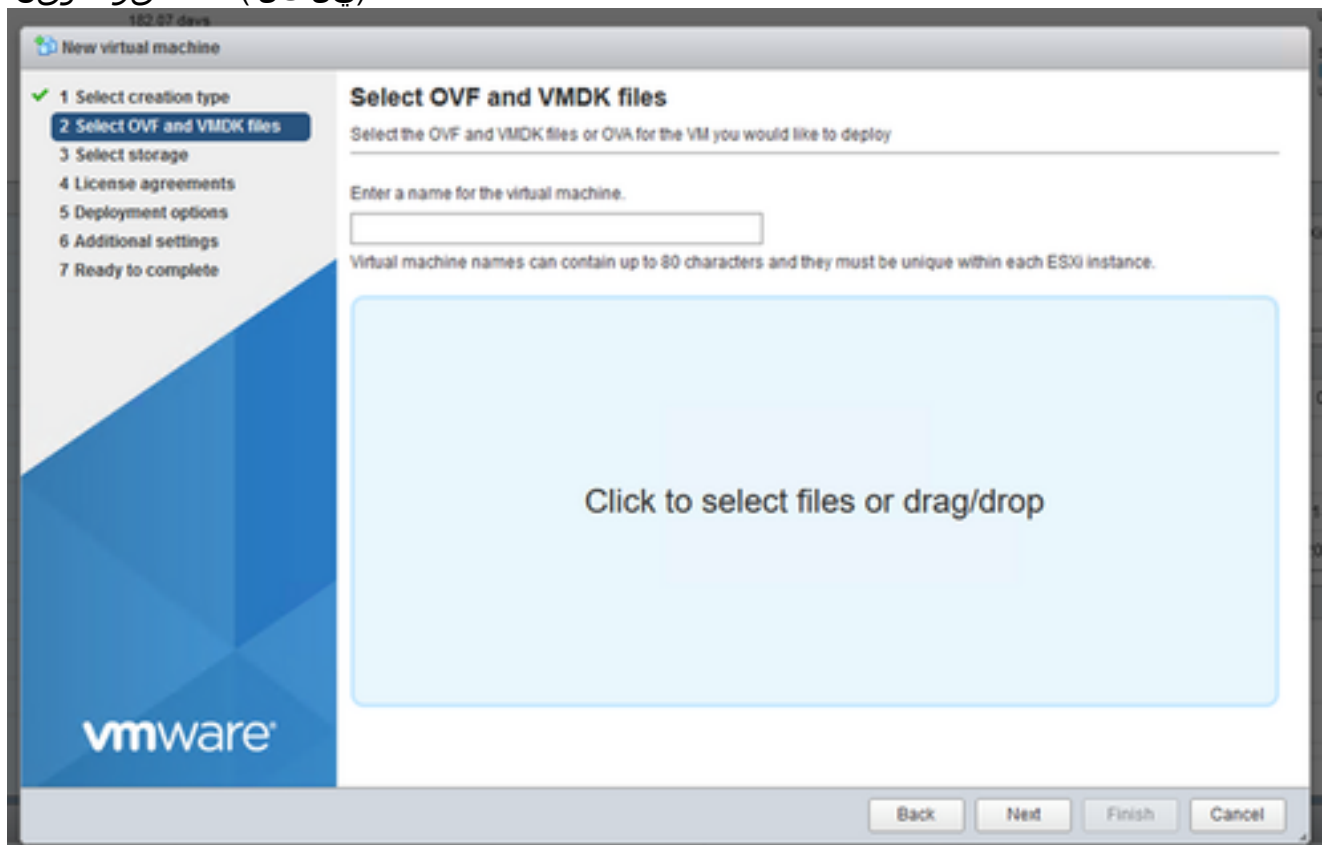 182.07 days
New virtual machine
1 Select creation type
2 Select OVF and VMDK files
3 Select storage
4 License agreements
5 Deployment options
6 Additional settings
7 Ready to complete
Select OVF and VMDK files
Select the OVF and VMDK files or OVA for the VM you would like to deploy
Enter a name for the virtual machine.
Virtual machine names can contain up to 80 characters and they must be unique within each ESXi instance.
Click to select files or drag/drop
vmware
Back
Next
Finish
Cancel